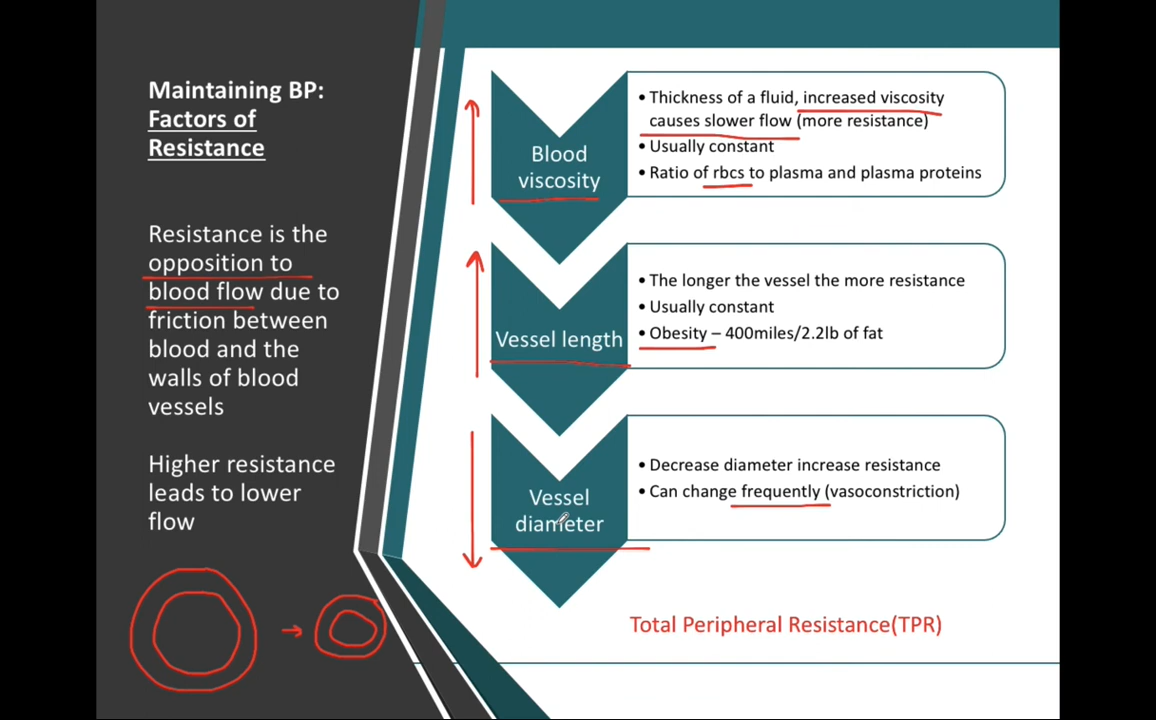 Maintaining BP:
Factors of
Resistance
Resistance is the
opposition to
blood flow due to
friction between
blood and the
walls of blood
vessels
Higher resistance
leads to lower
flow
Blood
viscosity
• Thickness of a fluid, increased viscosity
causes slower flow (more resistance)
• Usually constant
• Ratio of rbcs to plasma and plasma proteins
Vessel length
• The longer the vessel the more resistance
• Usually constant
• Obesity – 400miles/2.2lb of fat
Vessel
diameter
• Decrease diameter increase resistance
• Can change frequently (vasoconstriction)
Total Peripheral Resistance(TPR)